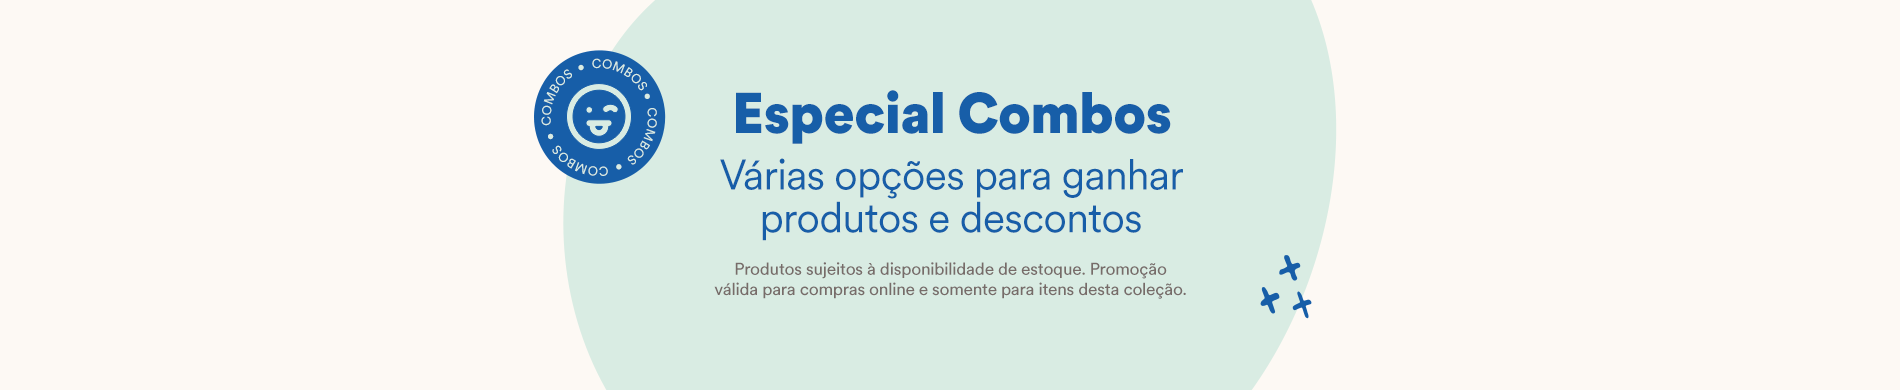 COMBOS • COMBOS • COMBOS • COMBOS • COMBOS •
Especial Combos
Várias opções para ganhar
produtos e descontos
Produtos sujeitos à disponibilidade de estoque. Promoção
válida para compras online e somente para itens desta coleção.